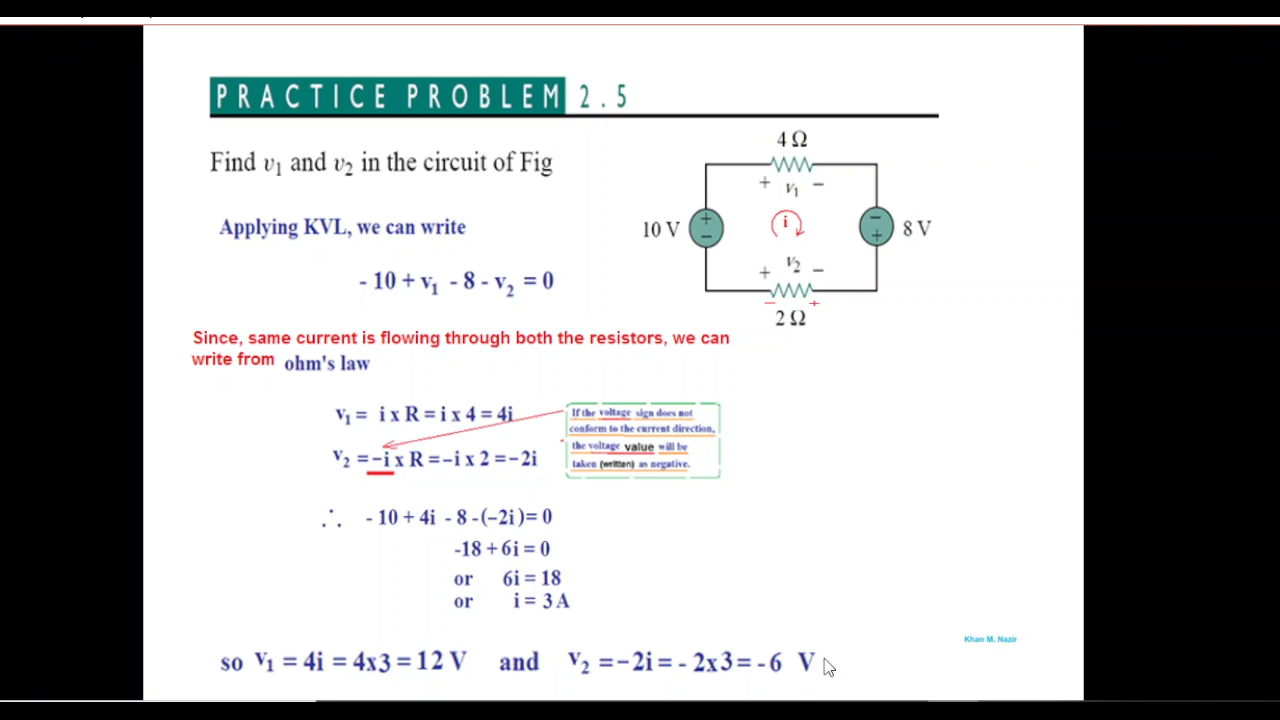 PRACTICE PROBLEM 2.5
Find v₁ and v₂ in the circuit of Fig
4 Ω
+ v₁ −
10 V
+
−
i
−
+
8 V
+ v₂ −
− +
2 Ω
Applying KVL, we can write
- 10 + v₁ - 8 - v₂ = 0
Since, same current is flowing through both the resistors, we can
write from ohm's law
v₁ = i x R = i x 4 = 4i
v₂ = −i x R = −i x 2 = −2i
If the voltage sign does not
conform to the current direction,
the voltage value will be
taken (written) as negative.
∴ - 10 + 4i - 8 -(−2i)= 0
-18 + 6i = 0
or 6i = 18
or i = 3 A
Khan M. Nazir
so v₁ = 4i = 4x3 = 12 V and v₂ = −2i = - 2x3 = -6 V